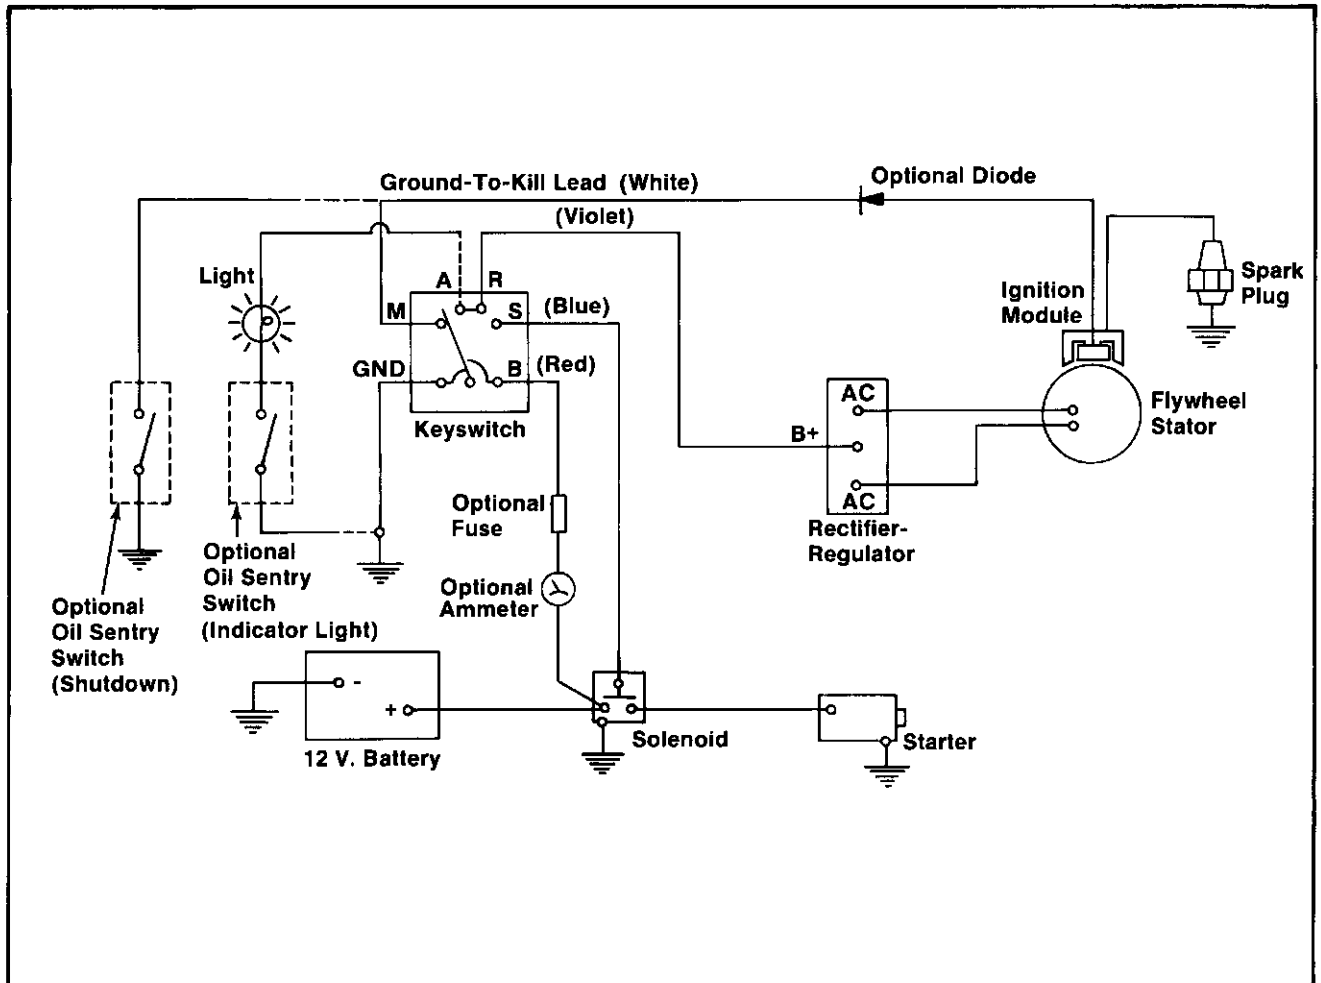 Ground-To-Kill Lead (White)
Optional Diode
(Violet)
Light
A
R
Spark
Plug
Ignition
Module
M
S
(Blue)
GND
B
(Red)
Keyswitch
AC
B+
AC
Flywheel
Stator
Rectifier-
Regulator
Optional
Fuse
Optional
Ammeter
Optional
Oil Sentry
Switch
(Indicator Light)
Optional
Oil Sentry
Switch
(Shutdown)
-
+
12 V. Battery
Solenoid
Starter